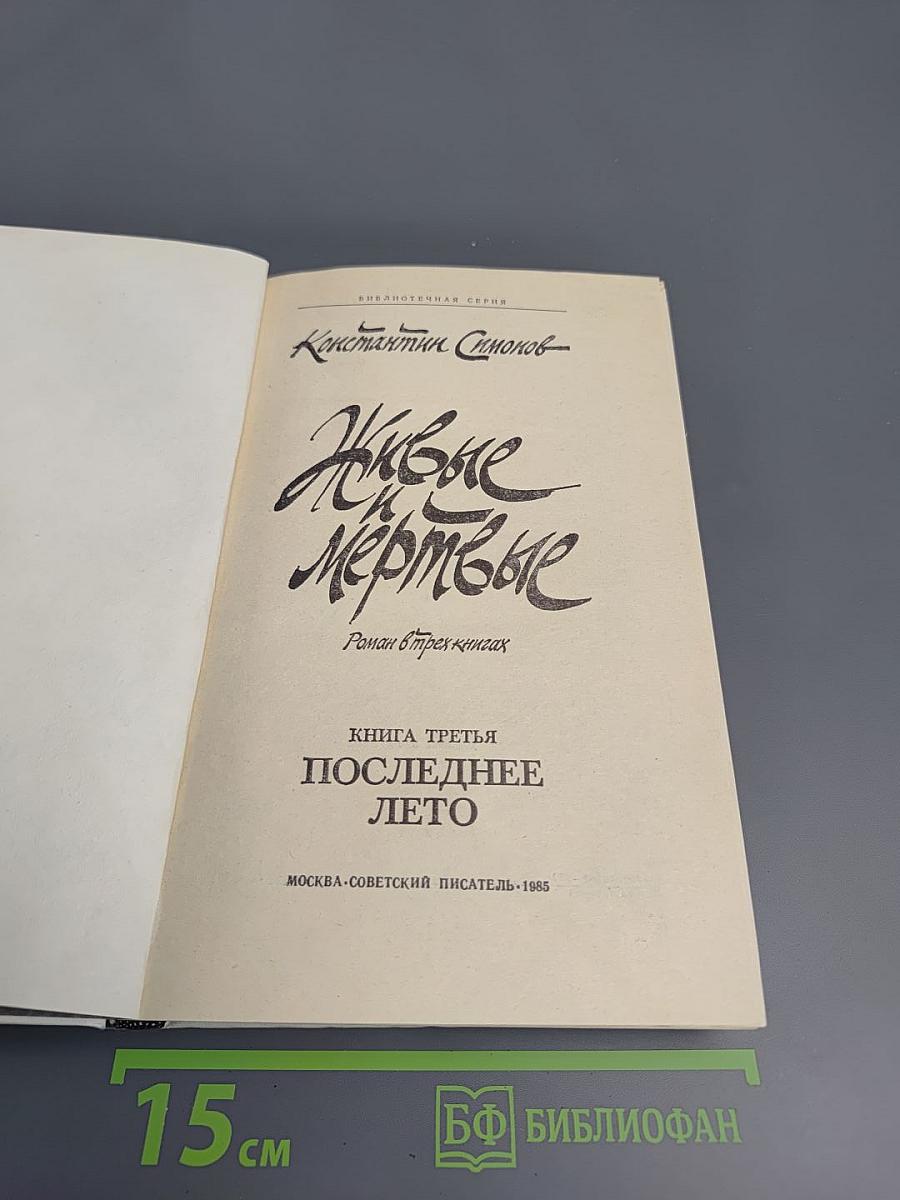 БИБЛИОТЕЧНАЯ СЕРИЯ
Константин Симонов
Живые
и
мертвые
Роман в трех книгах
КНИГА ТРЕТЬЯ
ПОСЛЕДНЕЕ
ЛЕТО
МОСКВА·СОВЕТСКИЙ ПИСАТЕЛЬ·1985
15 см
БФ БИБЛИОФАН